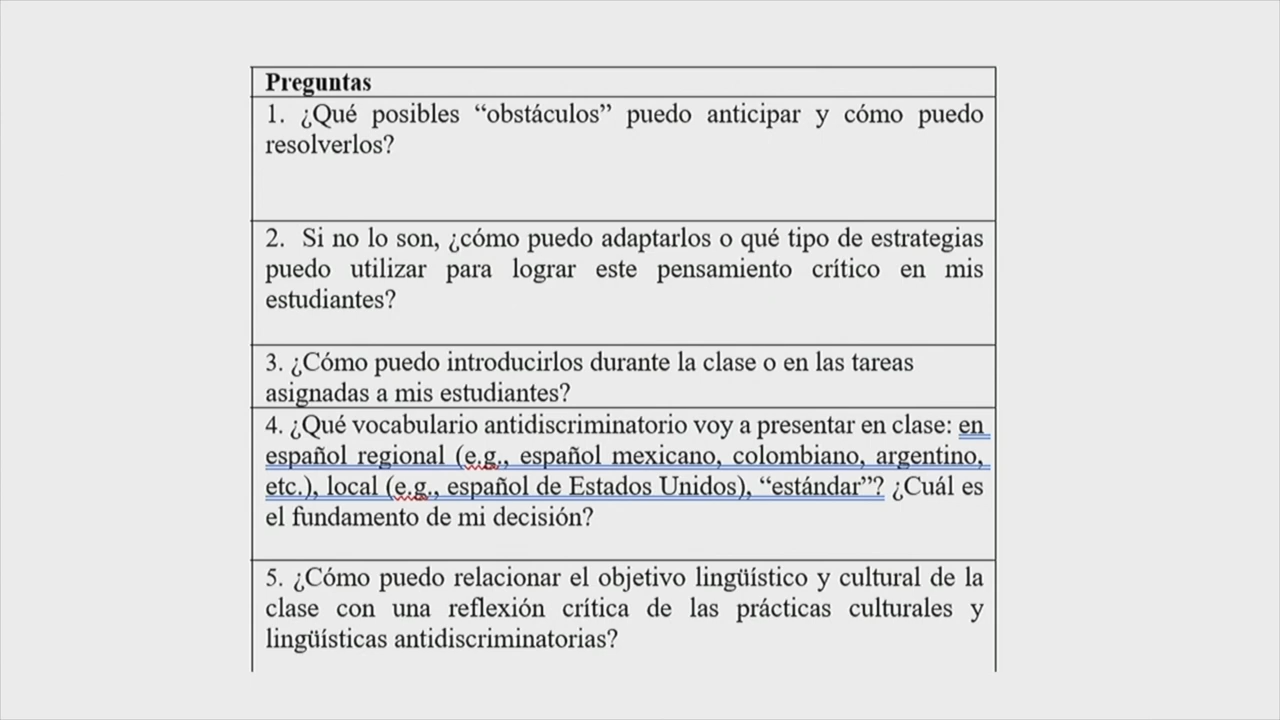 Preguntas
1. ¿Qué posibles “obstáculos” puedo anticipar y cómo puedo
resolverlos?
2. Si no lo son, ¿cómo puedo adaptarlos o qué tipo de estrategias
puedo utilizar para lograr este pensamiento crítico en mis
estudiantes?
3. ¿Cómo puedo introducirlos durante la clase o en las tareas
asignadas a mis estudiantes?
4. ¿Qué vocabulario antidiscriminatorio voy a presentar en clase: en
español regional (e.g., español mexicano, colombiano, argentino,
etc.), local (e.g., español de Estados Unidos), “estándar”? ¿Cuál es
el fundamento de mi decisión?
5. ¿Cómo puedo relacionar el objetivo lingüístico y cultural de la
clase con una reflexión crítica de las prácticas culturales y
lingüísticas antidiscriminatorias?